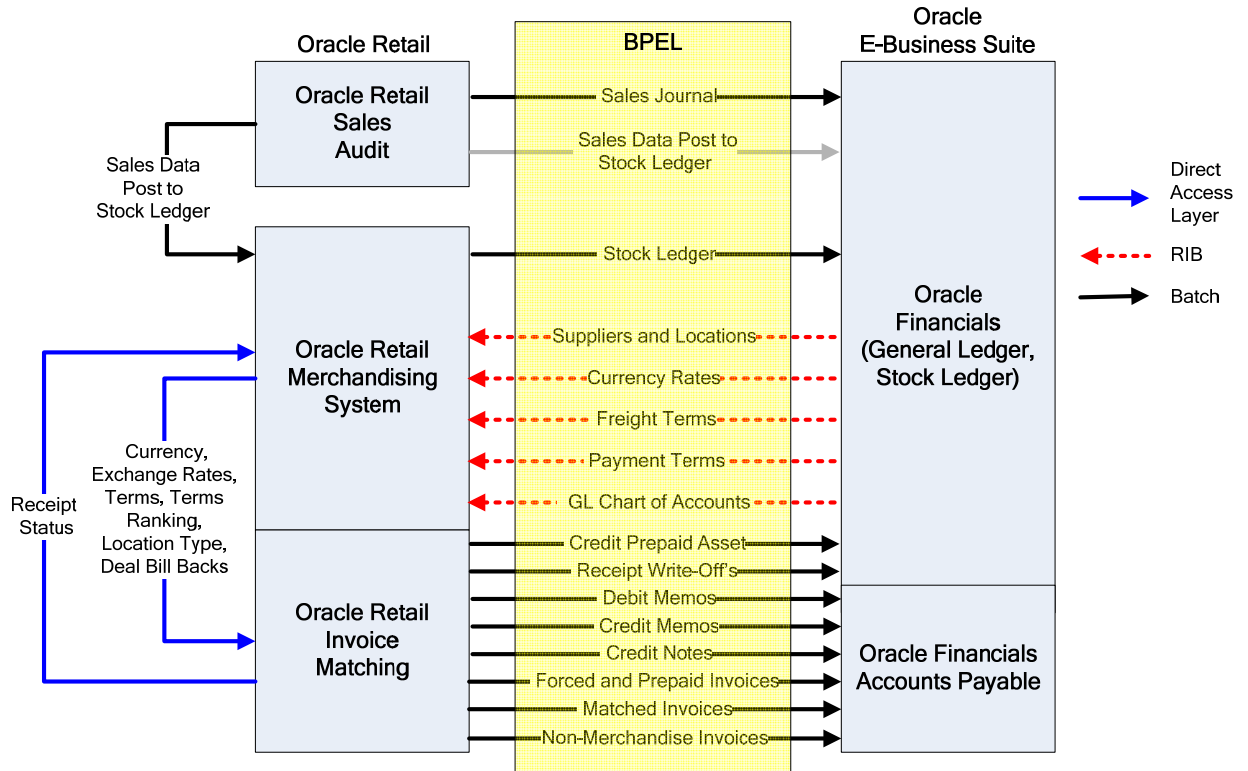 Oracle Retail
BPEL
Oracle
E-Business Suite
Oracle Retail
Sales
Audit
Sales Journal
Sales Data Post to
Stock Ledger
Sales Data
Post to
Stock Ledger
Stock Ledger
Direct
Access
Layer
RIB
Batch
Oracle Retail
Merchandising
System
Suppliers and Locations
Currency Rates
Freight Terms
Payment Terms
GL Chart of Accounts
Oracle
Financials
(General Ledger,
Stock Ledger)
Receipt
Status
Currency,
Exchange Rates,
Terms, Terms
Ranking,
Location Type,
Deal Bill Backs
Oracle Retail
Invoice
Matching
Credit Prepaid Asset
Receipt Write-Off's
Debit Memos
Credit Memos
Credit Notes
Forced and Prepaid Invoices
Matched Invoices
Non-Merchandise Invoices
Oracle Financials
Accounts Payable